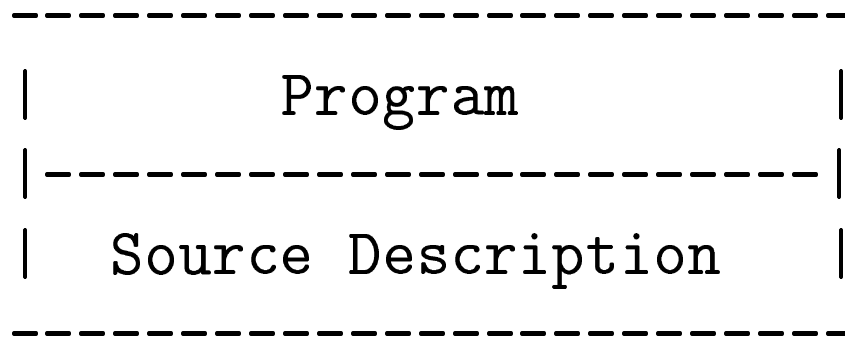 -------------------------
|       Program         |
|-----------------------|
|  Source Description   |
-------------------------